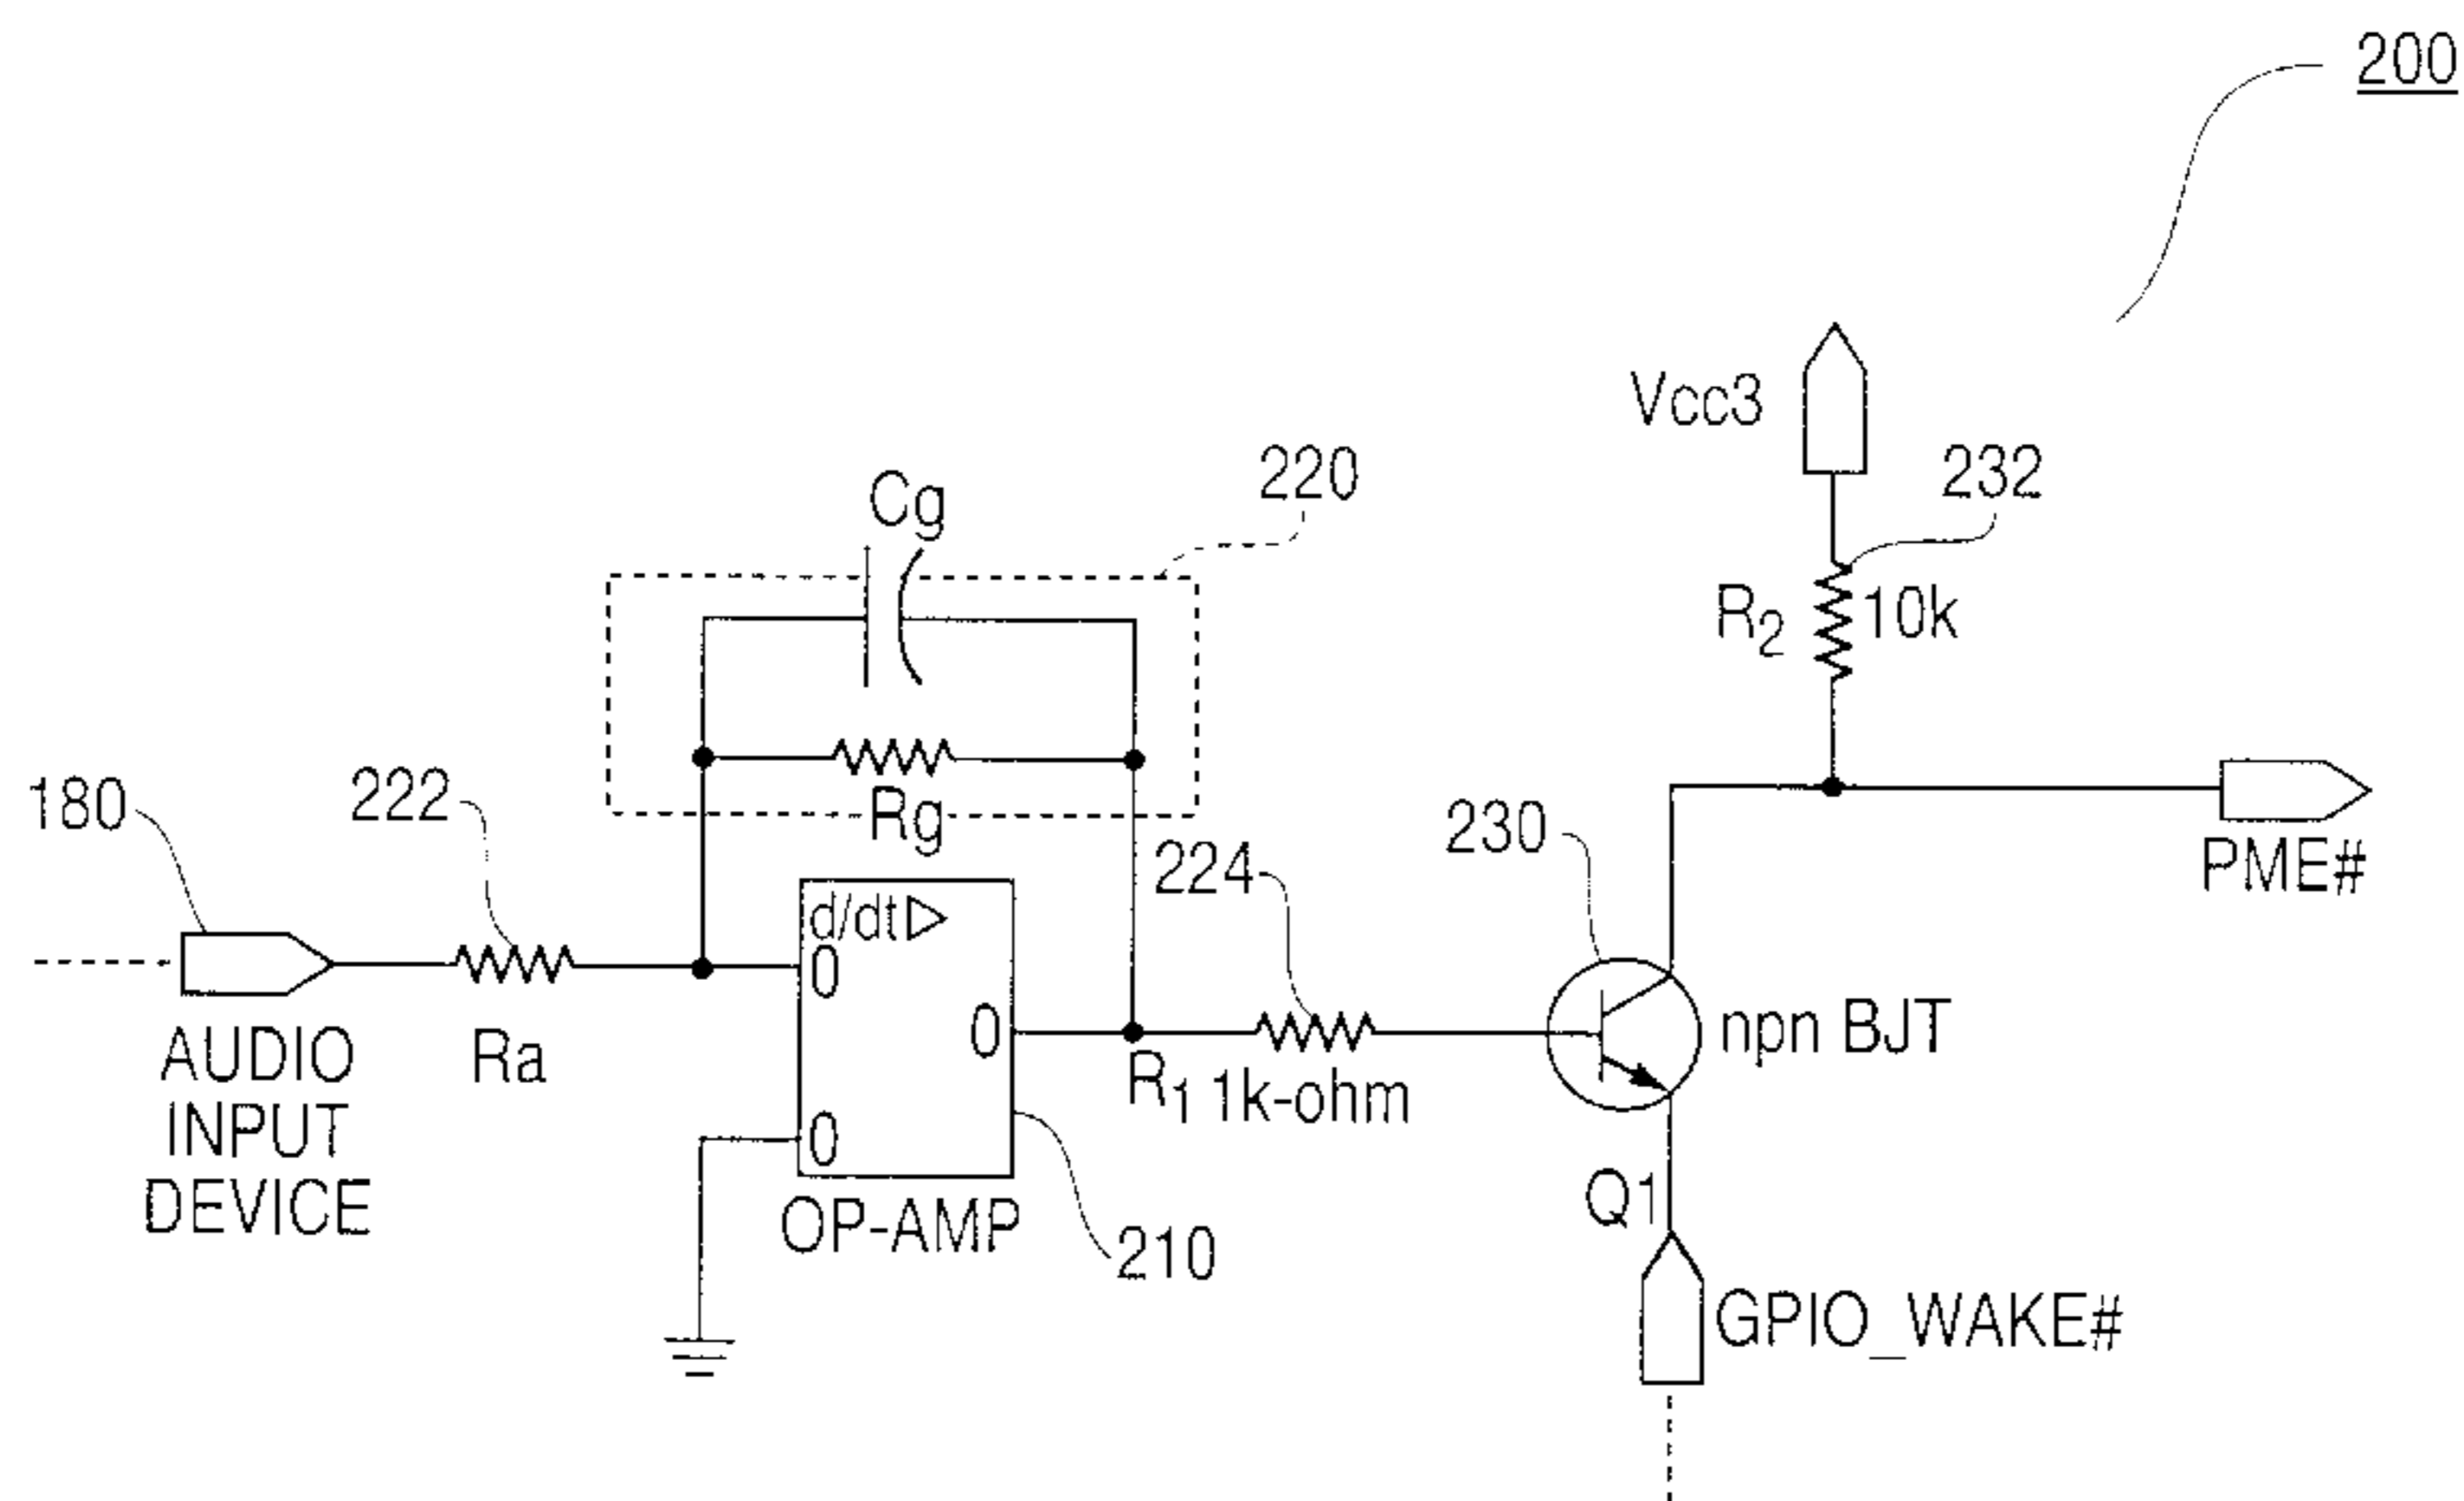 200
Vcc3
232
220
Cg
R2 10k
Rg
180
222
224
230
PME#
d/dt
0
0
0
AUDIO
INPUT
DEVICE
Ra
R1 1k-ohm
npn BJT
OP-AMP
210
Q1
GPIO_WAKE#